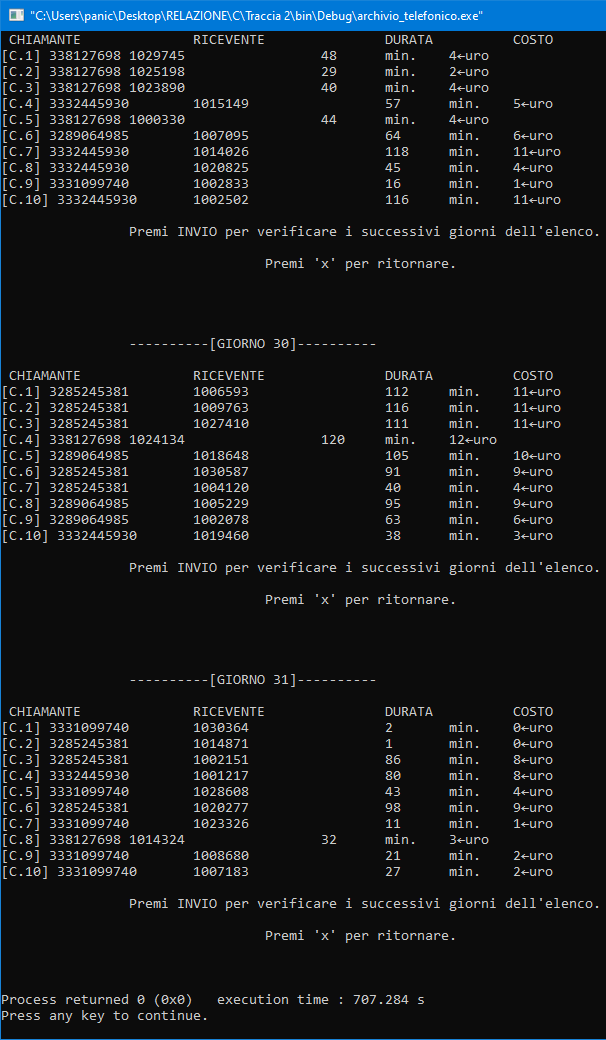 "C:\Users\panic\Desktop\RELAZIONE\C\Traccia 2\bin\Debug\archivio_telefonico.exe"
CHIAMANTE RICEVENTE DURATA COSTO
[C.1] 338127698 1029745 48 min. 4←uro
[C.2] 338127698 1025198 29 min. 2←uro
[C.3] 338127698 1023890 40 min. 4←uro
[C.4] 3332445930 1015149 57 min. 5←uro
[C.5] 338127698 1000330 44 min. 4←uro
[C.6] 3289064985 1007095 64 min. 6←uro
[C.7] 3332445930 1014026 118 min. 11←uro
[C.8] 3332445930 1020825 45 min. 4←uro
[C.9] 3331099740 1002833 16 min. 1←uro
[C.10] 3332445930 1002502 116 min. 11←uro
Premi INVIO per verificare i successivi giorni dell'elenco.
Premi 'x' per ritornare.
----------[GIORNO 30]----------
CHIAMANTE RICEVENTE DURATA COSTO
[C.1] 3285245381 1006593 112 min. 11←uro
[C.2] 3285245381 1009763 116 min. 11←uro
[C.3] 3285245381 1027410 111 min. 11←uro
[C.4] 338127698 1024134 120 min. 12←uro
[C.5] 3289064985 1018648 105 min. 10←uro
[C.6] 3285245381 1030587 91 min. 9←uro
[C.7] 3285245381 1004120 40 min. 4←uro
[C.8] 3289064985 1005229 95 min. 9←uro
[C.9] 3289064985 1002078 63 min. 6←uro
[C.10] 3332445930 1019460 38 min. 3←uro
Premi INVIO per verificare i successivi giorni dell'elenco.
Premi 'x' per ritornare.
----------[GIORNO 31]----------
CHIAMANTE RICEVENTE DURATA COSTO
[C.1] 3331099740 1030364 2 min. 0←uro
[C.2] 3285245381 1014871 1 min. 0←uro
[C.3] 3285245381 1002151 86 min. 8←uro
[C.4] 3332445930 1001217 80 min. 8←uro
[C.5] 3331099740 1028608 43 min. 4←uro
[C.6] 3285245381 1020277 98 min. 9←uro
[C.7] 3331099740 1023326 11 min. 1←uro
[C.8] 338127698 1014324 32 min. 3←uro
[C.9] 3331099740 1008680 21 min. 2←uro
[C.10] 3331099740 1007183 27 min. 2←uro
Premi INVIO per verificare i successivi giorni dell'elenco.
Premi 'x' per ritornare.
Process returned 0 (0x0) execution time : 707.284 s
Press any key to continue.